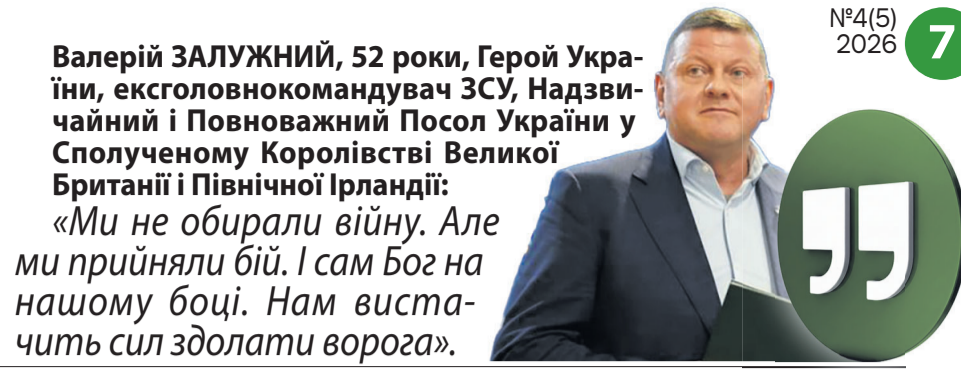 №4(5)
2026
7
Валерій ЗАЛУЖНИЙ, 52 роки, Герой Укра-
їни, ексголовнокомандувач ЗСУ, Надзви-
чайний і Повноважний Посол України у
Сполученому Королівстві Великої
Британії і Північної Ірландії:
«Ми не обирали війну. Але
ми прийняли бій. І сам Бог на
нашому боці. Нам виста-
чить сил здолати ворога».